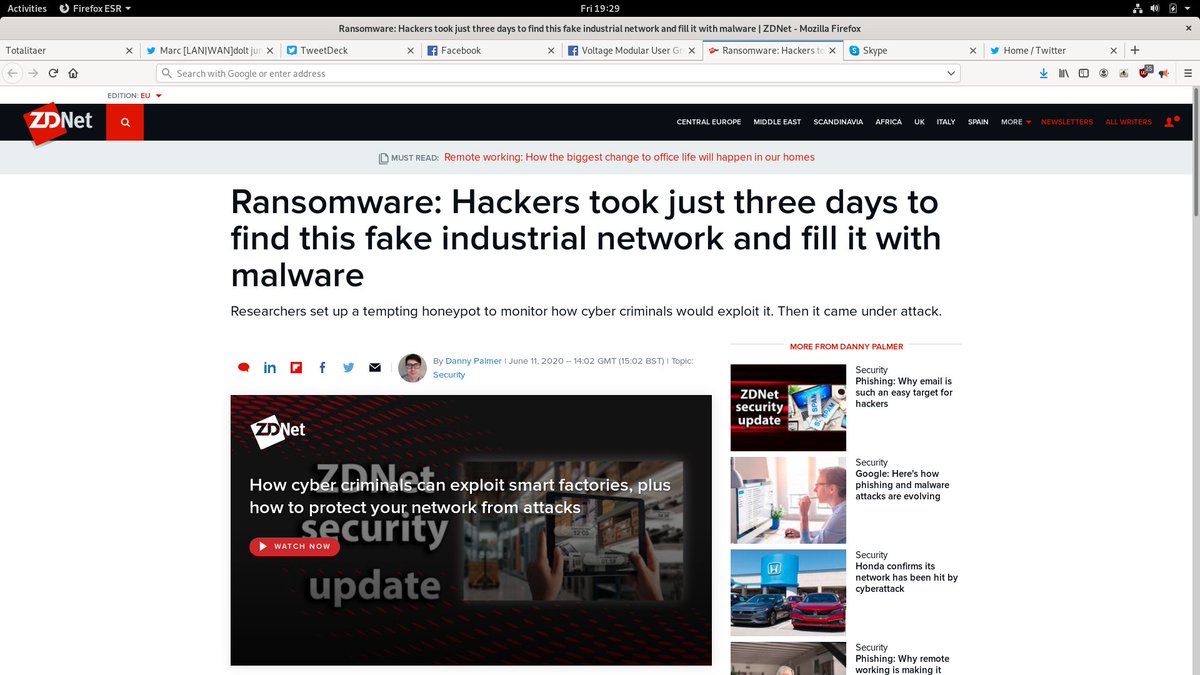 Activities
Firefox ESR
Fri 19:29
Ransomware: Hackers took just three days to find this fake industrial network and fill it with malware | ZDNet - Mozilla Firefox
Totalitaer
Marc [LAN|WAN]dolt jun
TweetDeck
Facebook
Voltage Modular User Gr
Ransomware: Hackers to
Skype
Home / Twitter
Search with Google or enter address
EDITION: EU
ZDNet
CENTRAL EUROPE
MIDDLE EAST
SCANDINAVIA
AFRICA
UK
ITALY
SPAIN
MORE
NEWSLETTERS
ALL WRITERS
MUST READ: Remote working: How the biggest change to office life will happen in our homes
Ransomware: Hackers took just three days to
find this fake industrial network and fill it with
malware
Researchers set up a tempting honeypot to monitor how cyber criminals would exploit it. Then it came under attack.
By Danny Palmer | June 11, 2020 -- 14:02 GMT (15:02 BST) | Topic:
Security
ZDNet
ZDNet
security
update
How cyber criminals can exploit smart factories, plus
how to protect your network from attacks
WATCH NOW
MORE FROM DANNY PALMER
ZDNet
security
update
SPAM
SPAM
Security
Phishing: Why email is
such an easy target for
hackers
Security
Google: Here's how
phishing and malware
attacks are evolving
Security
Honda confirms its
network has been hit by
cyberattack
Security
Phishing: Why remote
working is making it